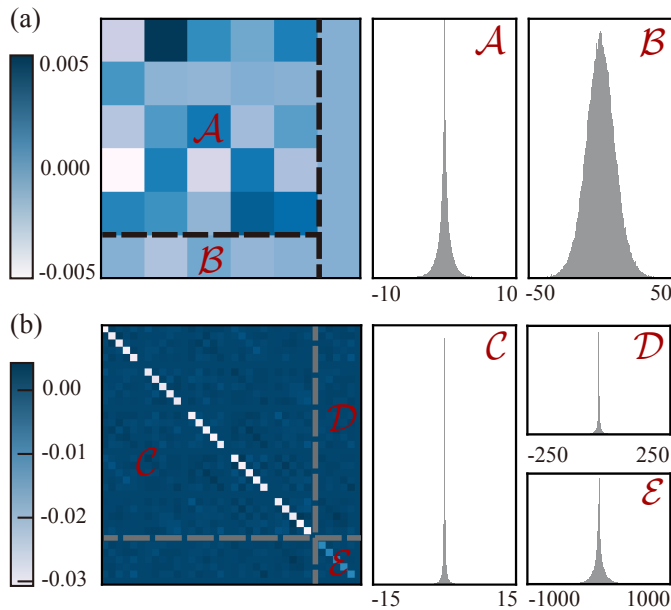 (a)
0.005
0.000
-0.005
𝒜
ℬ
𝒜
-10 10
ℬ
-50 50
(b)
0.00
-0.01
-0.02
-0.03
𝒞
𝒟
ℰ
𝒞
-15 15
𝒟
-250 250
ℰ
-1000 1000